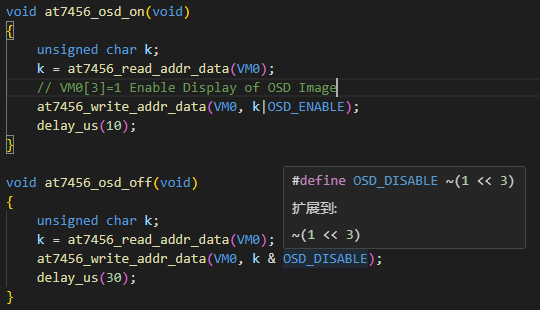 void at7456_osd_on(void)
{
    unsigned char k;
    k = at7456_read_addr_data(VM0);
    // VM0[3]=1 Enable Display of OSD Image
    at7456_write_addr_data(VM0, k|OSD_ENABLE);
    delay_us(10);
}
#define OSD_DISABLE ~(1 << 3)
void at7456_osd_off(void)
扩展到:
{
    unsigned char k;
~(1 << 3)
    k = at7456_read_addr_data(VM0);
    at7456_write_addr_data(VM0, k & OSD_DISABLE);
    delay_us(30);
}